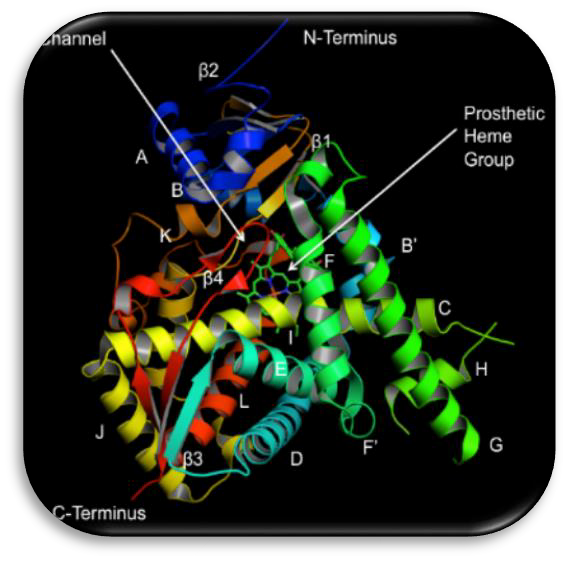 Channel
N-Terminus
β2
Prosthetic
Heme
Group
β1
A
B
K
B'
F
β4
C
I
H
E
L
J
G
F'
β3
D
C-Terminus